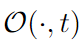 𝒪(·, t)